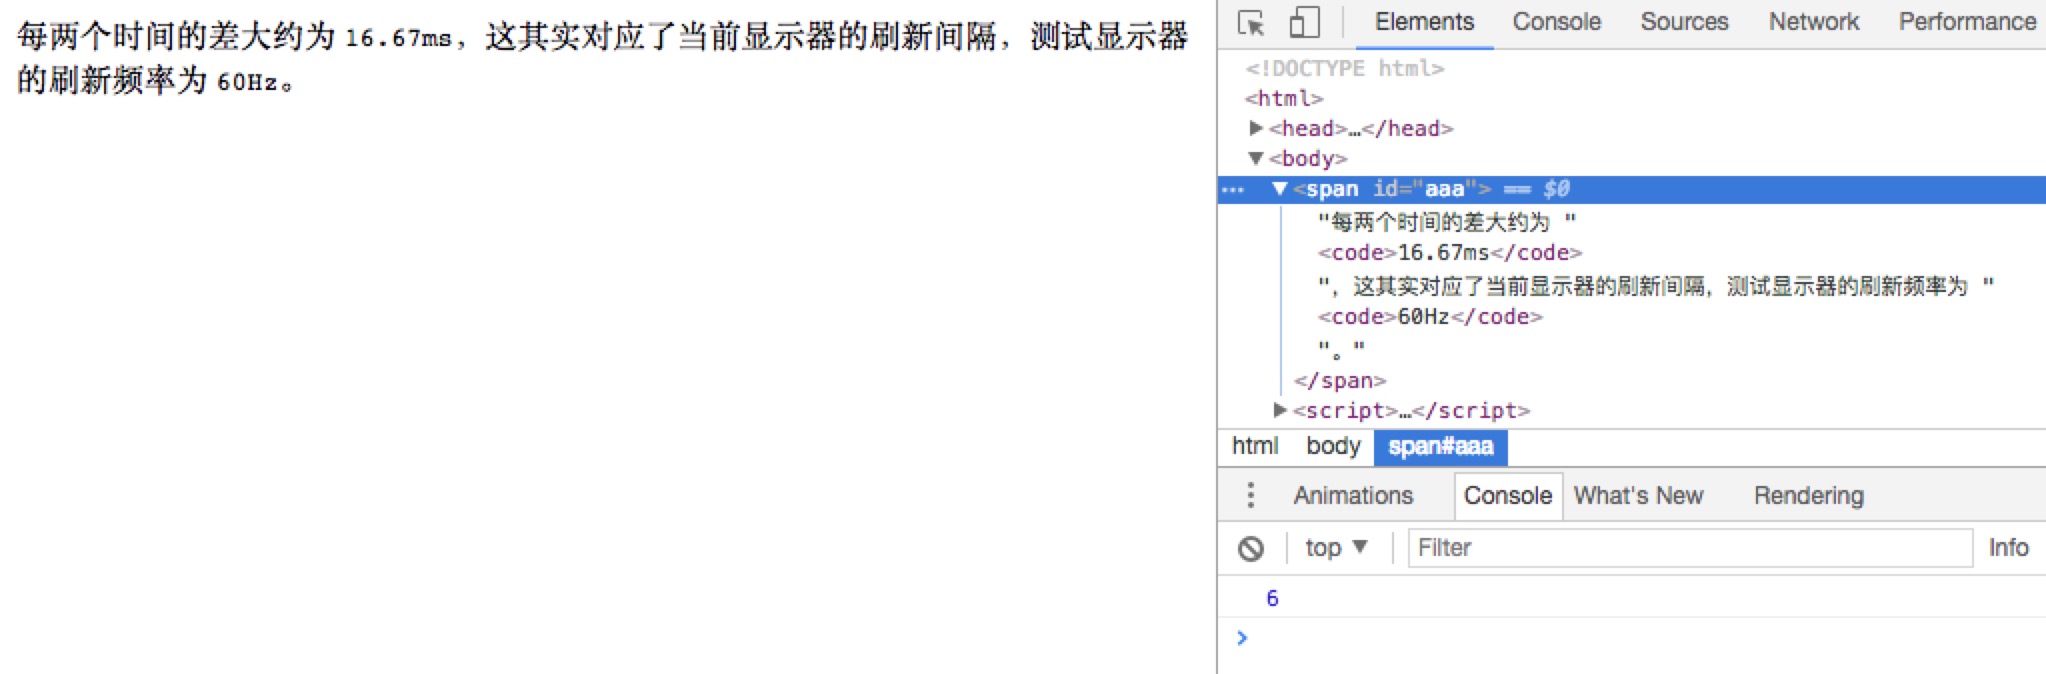 每两个时间的差大约为 16.67ms，这其实对应了当前显示器的刷新间隔，测试显示器
的刷新频率为 60Hz。
Elements Console Sources Network Performance
<!DOCTYPE html>
<html>
▶<head>…</head>
▼<body>
… ▼<span id="aaa"> == $0
"每两个时间的差大约为 "
<code>16.67ms</code>
"，这其实对应了当前显示器的刷新间隔，测试显示器的刷新频率为 "
<code>60Hz</code>
"。"
</span>
▶<script>…</script>
html body span#aaa
Animations Console What's New Rendering
top ▼ Filter Info
6
>